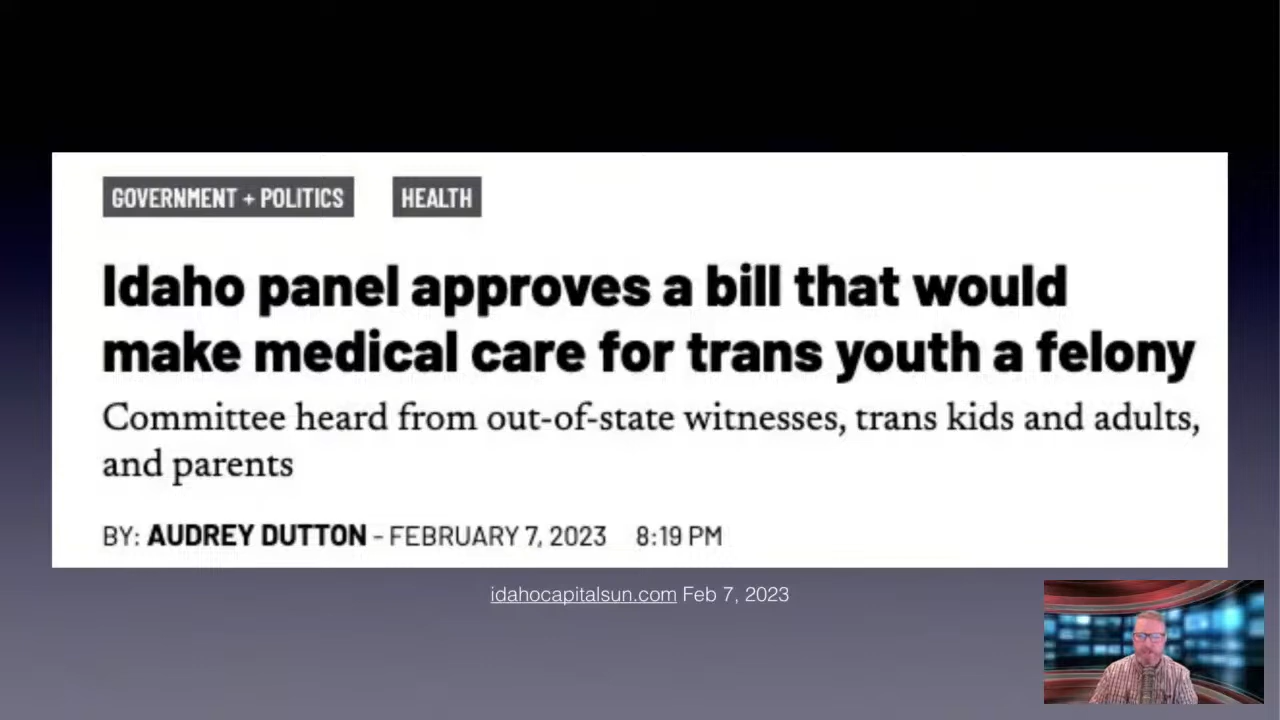 GOVERNMENT + POLITICS HEALTH
Idaho panel approves a bill that would
make medical care for trans youth a felony
Committee heard from out-of-state witnesses, trans kids and adults,
and parents
BY: AUDREY DUTTON - FEBRUARY 7, 2023 8:19 PM
idahocapitalsun.com Feb 7, 2023